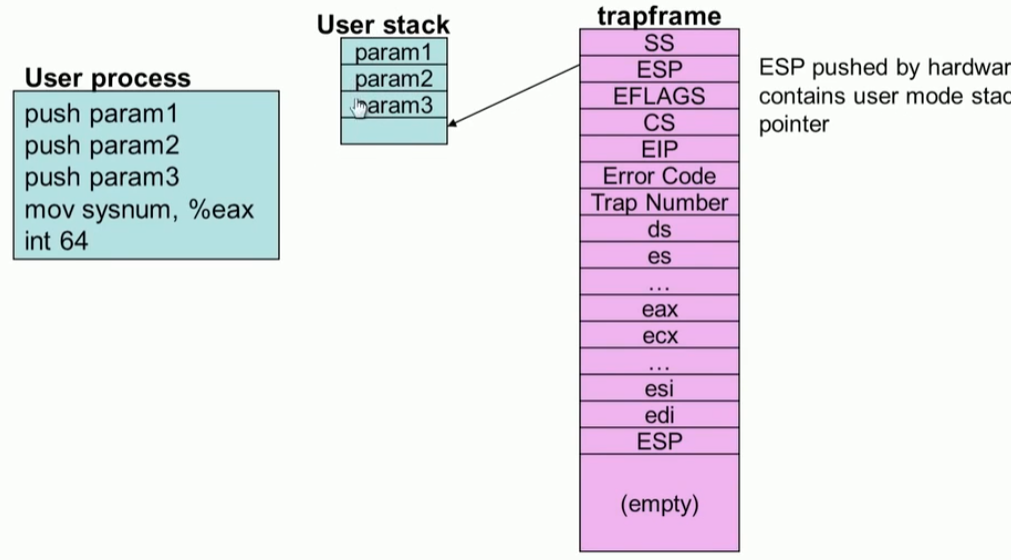 User process
push param1
push param2
push param3
mov sysnum, %eax
int 64
User stack
param1
param2
param3
trapframe
SS
ESP
EFLAGS
CS
EIP
Error Code
Trap Number
ds
es
...
eax
ecx
...
esi
edi
ESP
(empty)
ESP pushed by hardwar
contains user mode stac
pointer